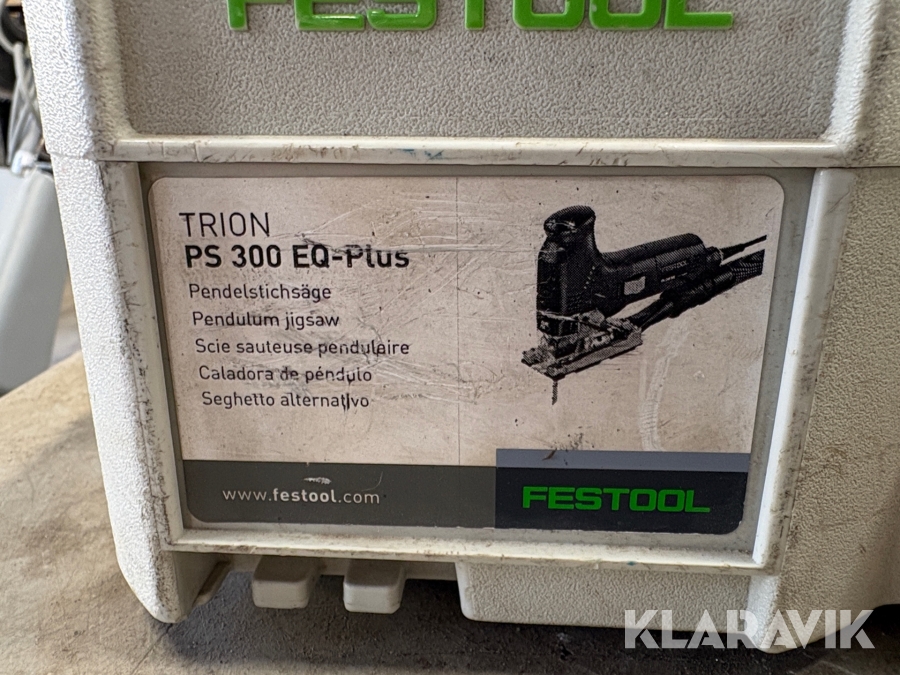 FESTOOL
TRION
PS 300 EQ-Plus
Pendelstichsäge
Pendulum jigsaw
Scie sauteuse pendulaire
Caladora de péndulo
Seghetto alternativo
FESTOOL
www.festool.com
FESTOOL
KLARAVIK